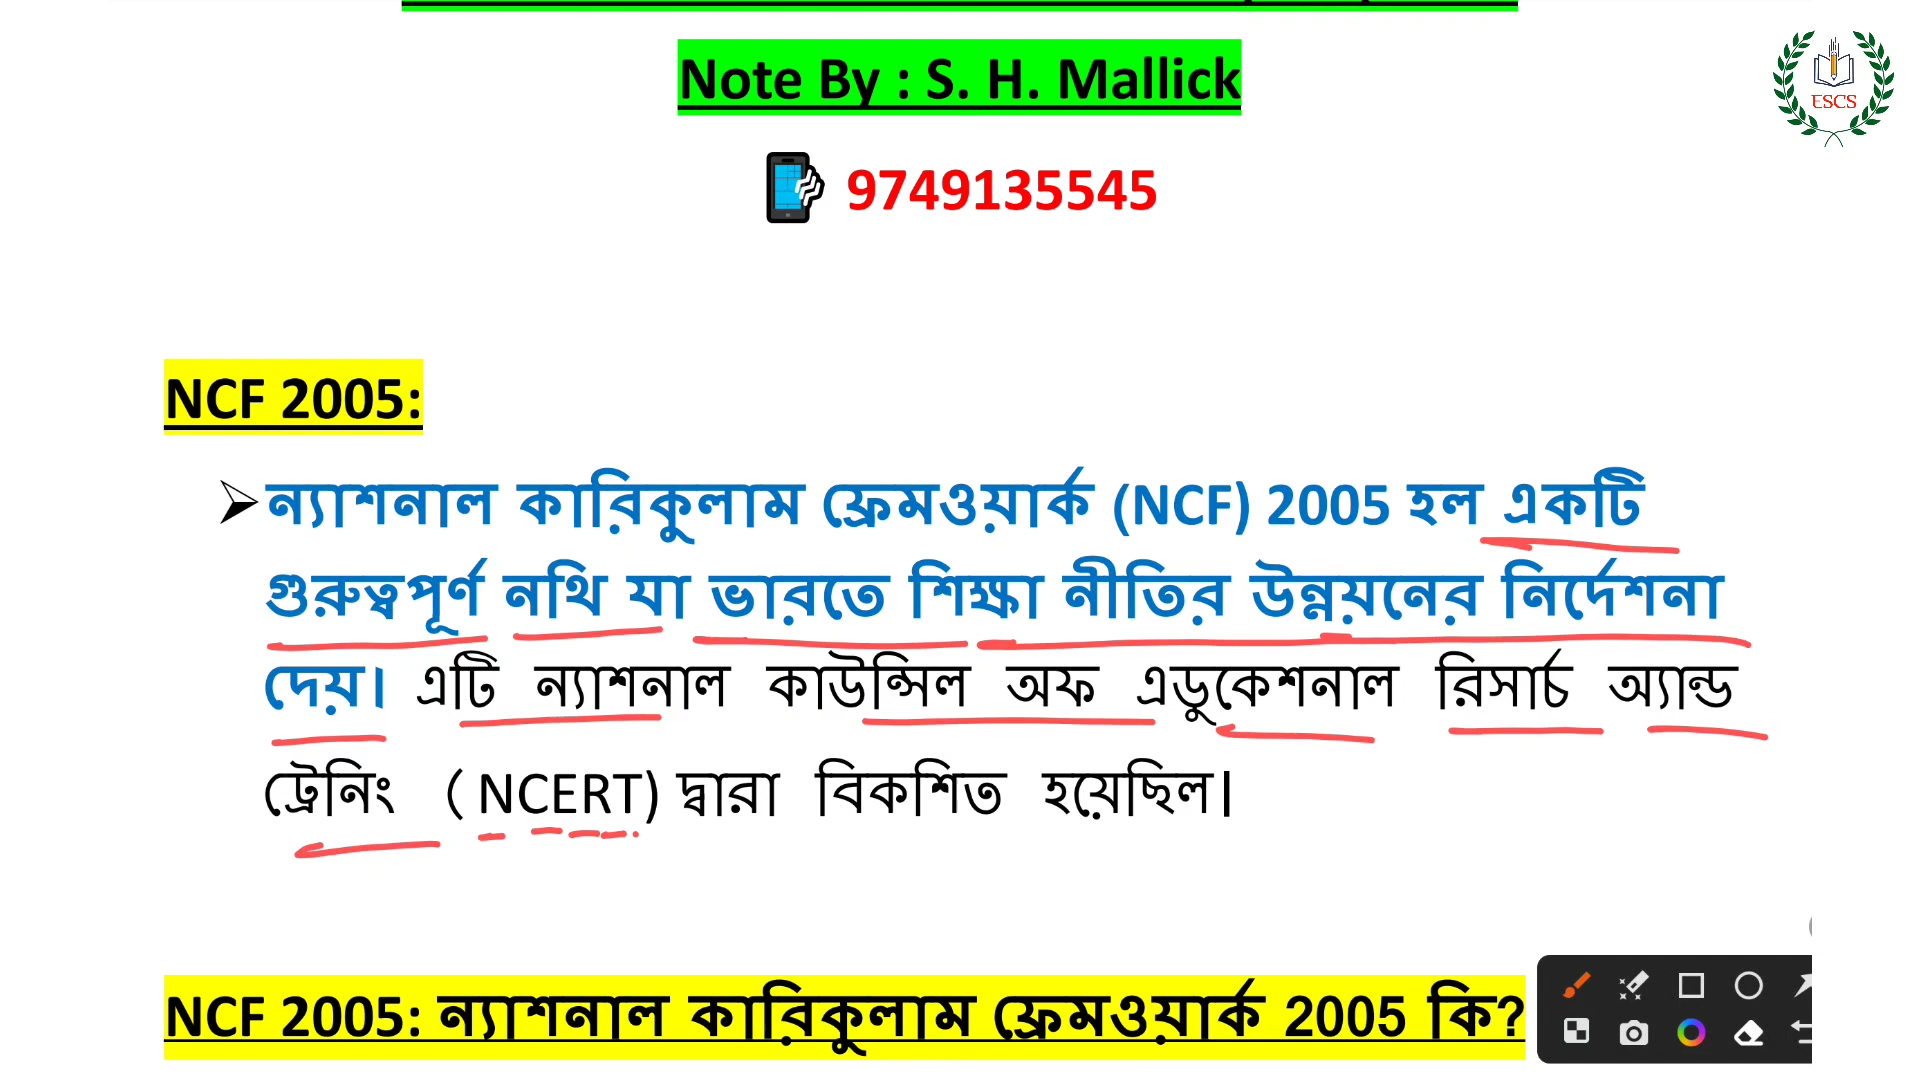 Note By : S. H. Mallick
ESCS
9749135545
NCF 2005:
ন্যাশনাল কারিকুলাম ফ্রেমওয়ার্ক (NCF) 2005 হল একটি
গুরুত্বপূর্ণ নথি যা ভারতে শিক্ষা নীতির উন্নয়নের নির্দেশনা
দেয়। এটি ন্যাশনাল কাউন্সিল অফ এডুকেশনাল রিসার্চ অ্যান্ড
ট্রেনিং (NCERT) দ্বারা বিকশিত হয়েছিল।
NCF 2005: ন্যাশনাল কারিকুলাম ফ্রেমওয়ার্ক 2005 কি?